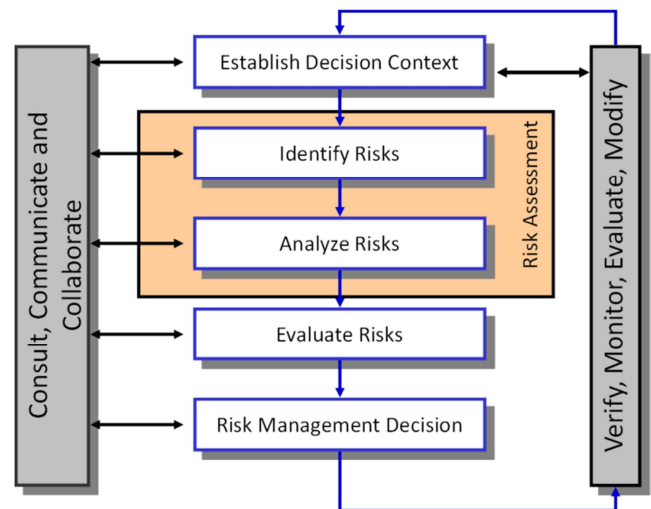 Establish Decision Context
Identify Risks
Analyze Risks
Risk Assessment
Evaluate Risks
Risk Management Decision
Consult, Communicate and
Collaborate
Verify, Monitor, Evaluate, Modify